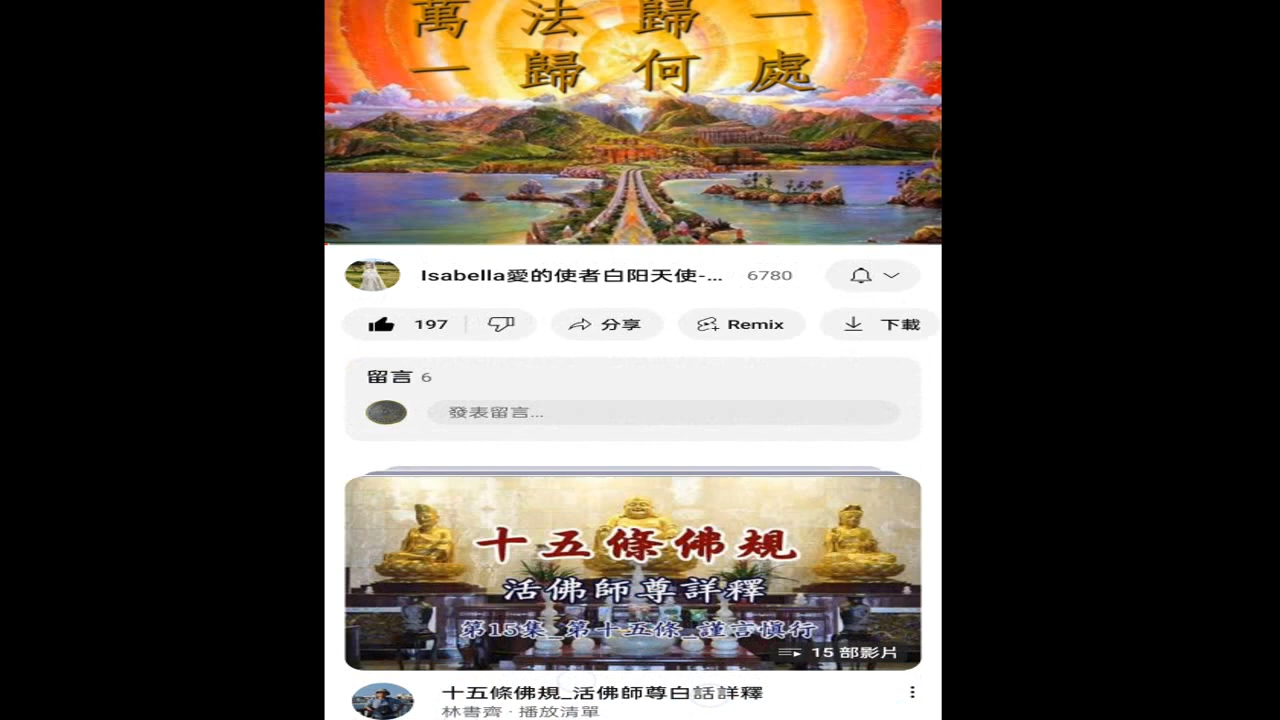 萬法歸一
一歸何處
Isabella愛的使者白阳天使-... 6780
197 分享 Remix 下載
留言 6
發表留言...
十五條佛規
活佛師尊詳釋
第15集_第十五條_謹言慎行
15 部影片
十五條佛規_活佛師尊白話詳釋
林書齊 · 播放清單